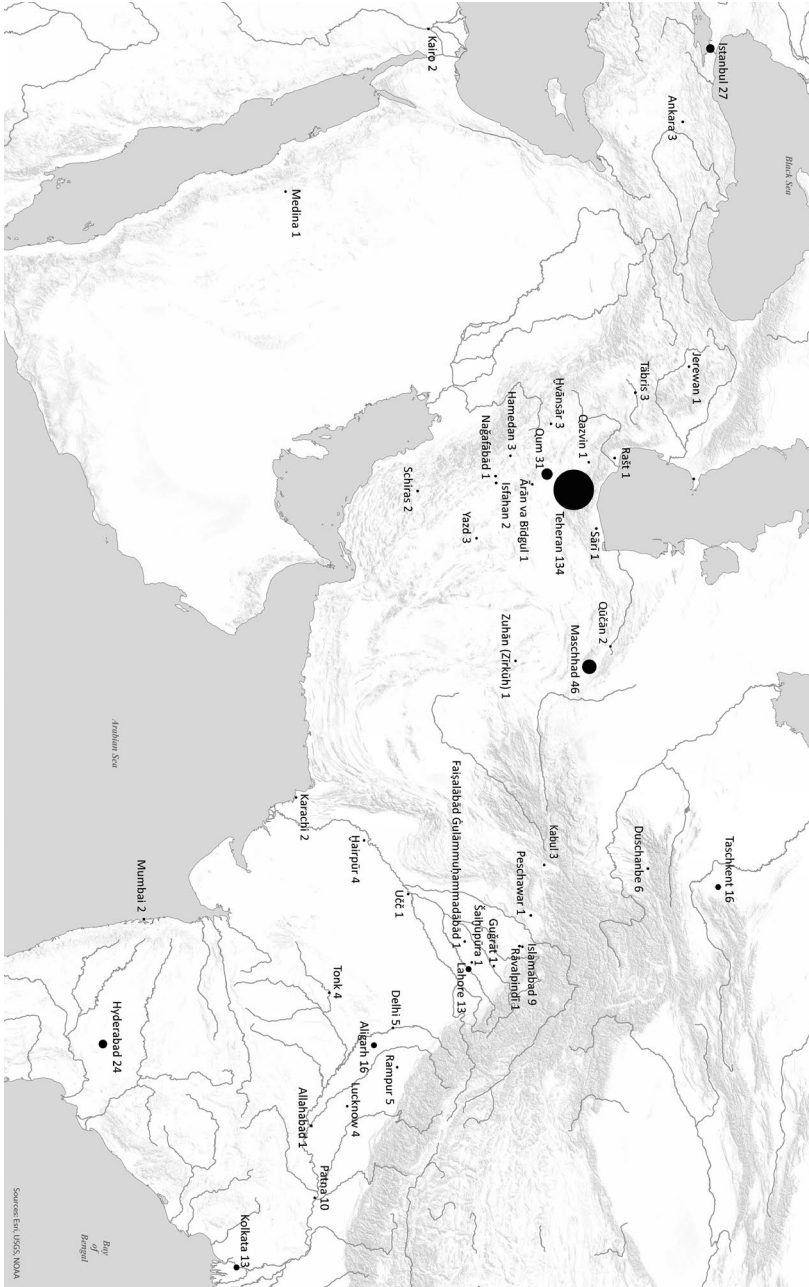 Black Sea
Taschkent 16
Istanbul 27
Jerewan 1
Ankara 3
Täbris 3
Duschanbe 6
Rašt 1
Qūčān 2
Sārī 1
Qazvin 1
Maschhad 46
Teheran 134
Ḫvānsār 3
Kabul 3
Qum 31
Islamabad 9
Ārān va Bīdgul 1
Peschawar 1
Rāvalpindī 1
Hamedan 3
Zuhān (Zīrkūh) 1
Isfahan 2
Guǧrāt 1
Naǧafābād 1
Šaiḫūpūra 1
Yazd 3
Lahore 13
Faiṣalābād Ġulāmmuḥammadābād 1
Kairo 2
Schiras 2
Učč 1
Delhi 5
Rampur 5
Aligarh 16
Ḫairpūr 4
Lucknow 4
Tonk 4
Patna 10
Karachi 2
Allahābād 1
Medina 1
Kolkata 13
Mumbai 2
Hyderabad 24
Arabian Sea
Bay
of
Bengal
Sources: Esri, USGS, NOAA